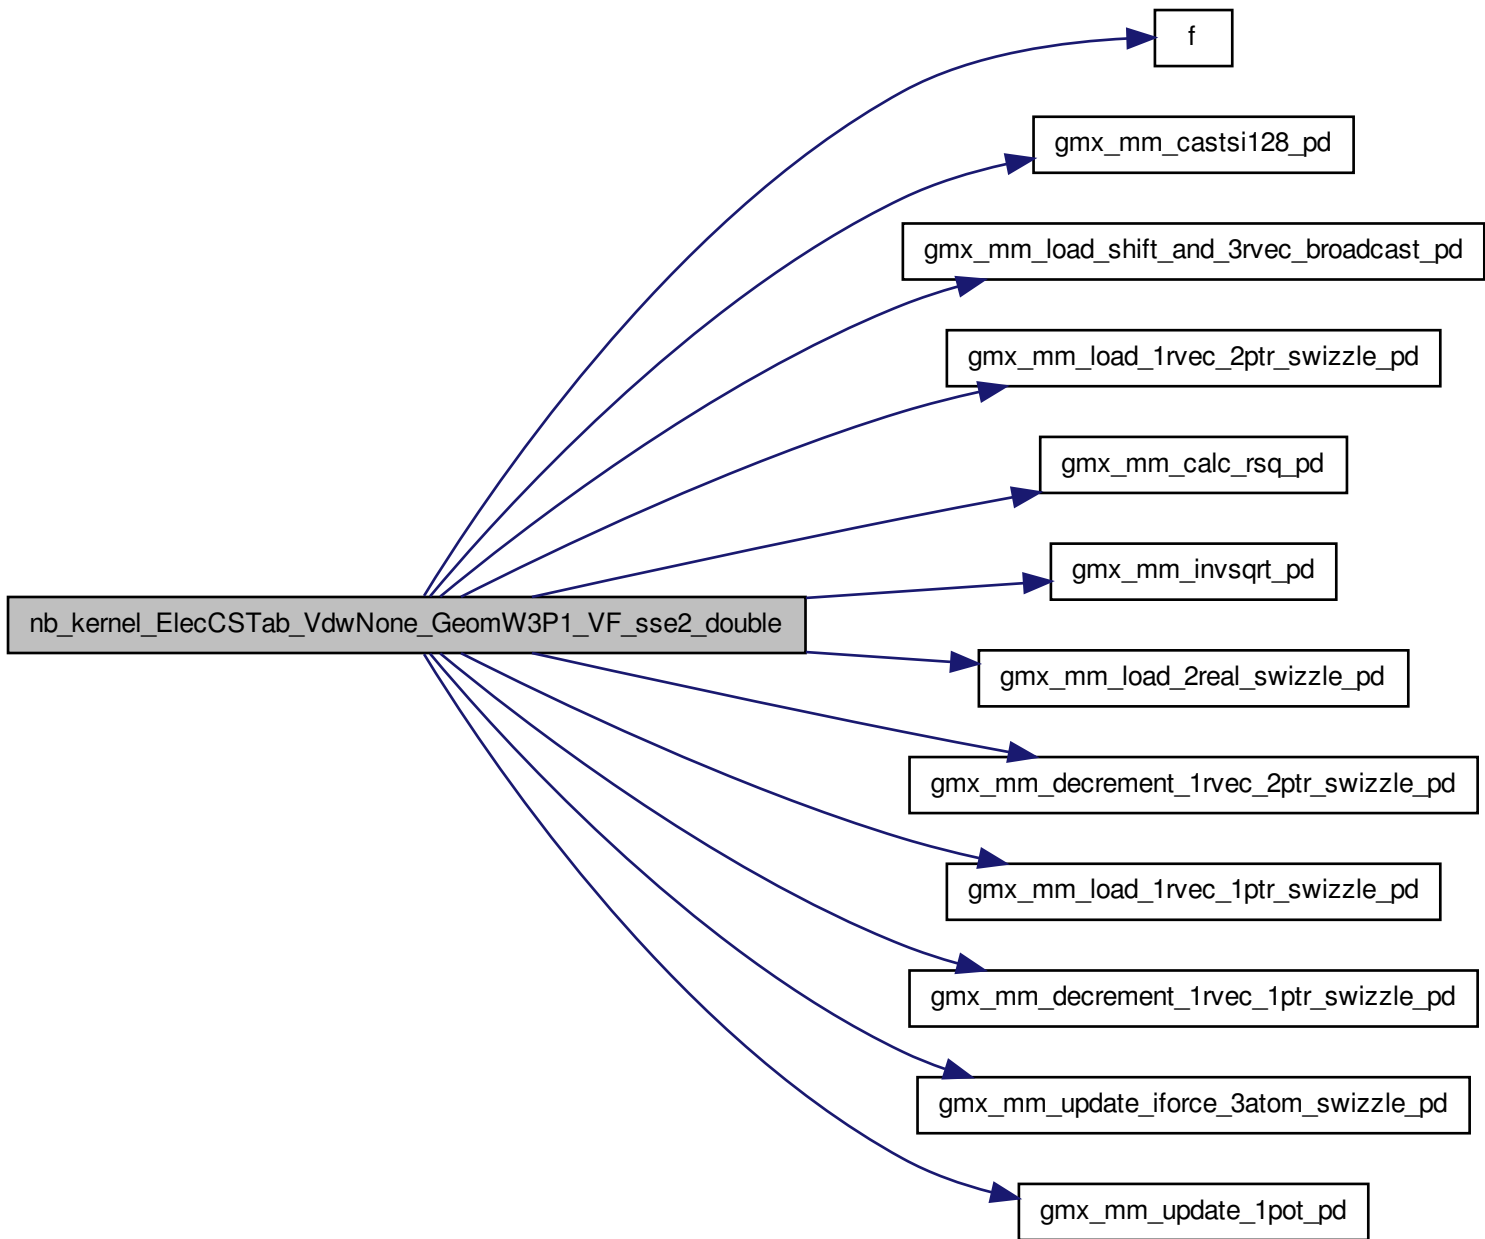 f
gmx_mm_castsi128_pd
gmx_mm_load_shift_and_3rvec_broadcast_pd
gmx_mm_load_1rvec_2ptr_swizzle_pd
gmx_mm_calc_rsq_pd
gmx_mm_invsqrt_pd
nb_kernel_ElecCSTab_VdwNone_GeomW3P1_VF_sse2_double
gmx_mm_load_2real_swizzle_pd
gmx_mm_decrement_1rvec_2ptr_swizzle_pd
gmx_mm_load_1rvec_1ptr_swizzle_pd
gmx_mm_decrement_1rvec_1ptr_swizzle_pd
gmx_mm_update_iforce_3atom_swizzle_pd
gmx_mm_update_1pot_pd